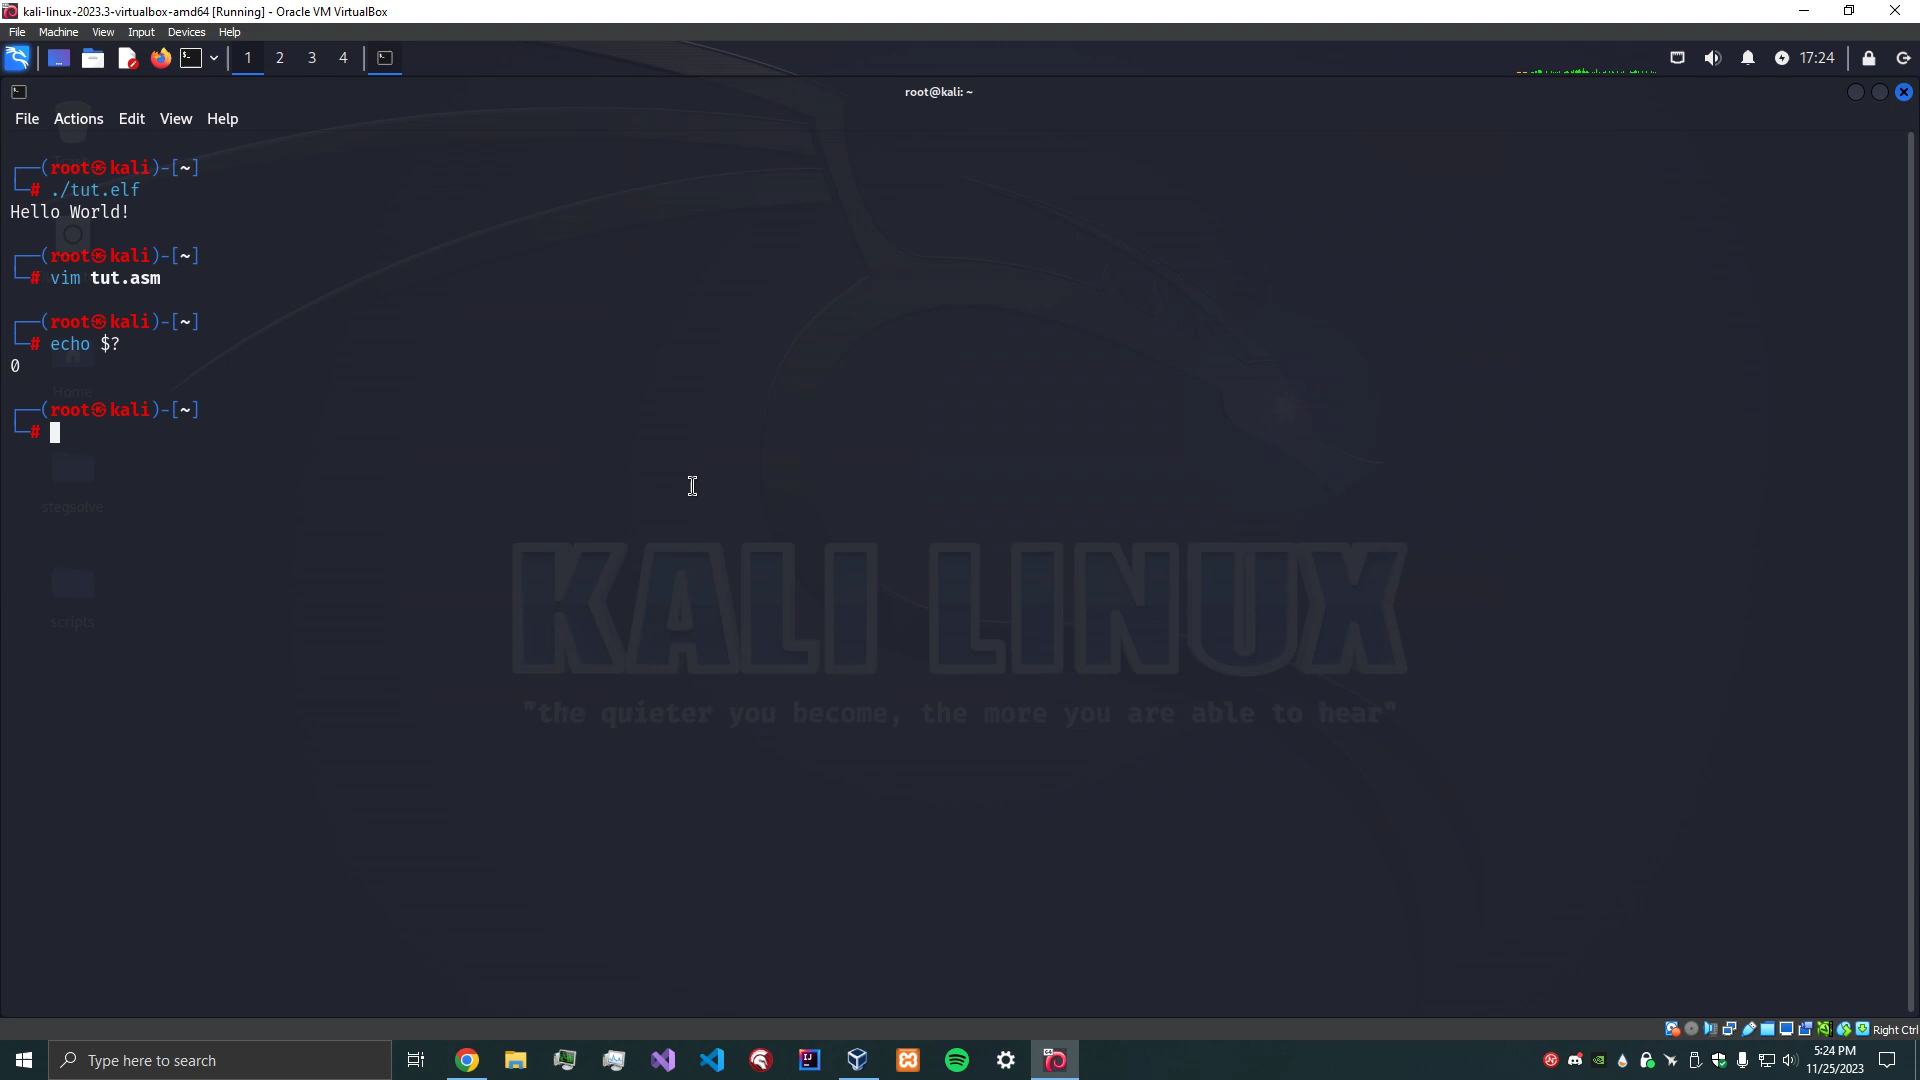 kali-linux-2023.3-virtualbox-amd64 [Running] - Oracle VM VirtualBox
File Machine View Input Devices Help
1 2 3 4 17:24
root@kali: ~
File Actions Edit View Help
┌──(root㉿kali)-[~]
└─# ./tut.elf
Hello World!
┌──(root㉿kali)-[~]
└─# vim tut.asm
┌──(root㉿kali)-[~]
└─# echo $?
0
Home
┌──(root㉿kali)-[~]
└─#
stegsolve
KALI LINUX
scripts
"the quieter you become, the more you are able to hear"
Right Ctrl
Type here to search
5:24 PM
11/25/2023